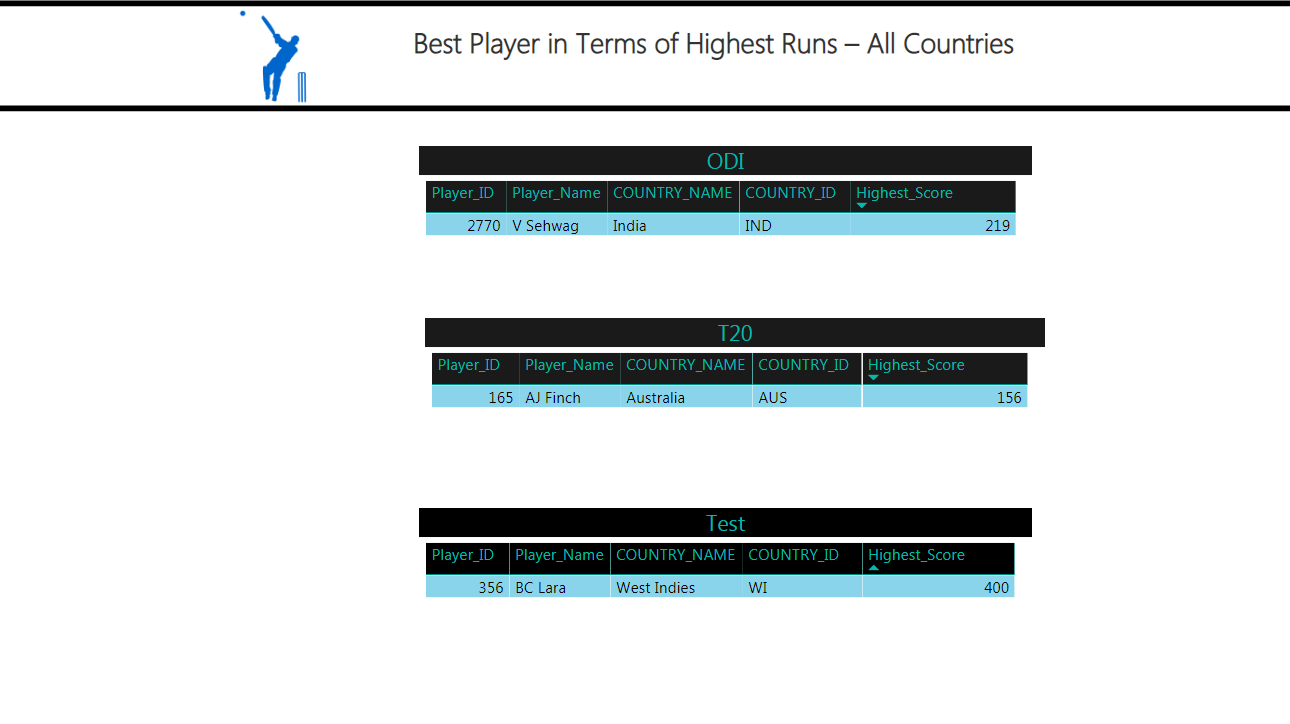 Best Player in Terms of Highest Runs – All Countries
ODI
Player_ID Player_Name COUNTRY_NAME COUNTRY_ID Highest_Score
2770 V Sehwag India IND 219
T20
Player_ID Player_Name COUNTRY_NAME COUNTRY_ID Highest_Score
165 AJ Finch Australia AUS 156
Test
Player_ID Player_Name COUNTRY_NAME COUNTRY_ID Highest_Score
356 BC Lara West Indies WI 400